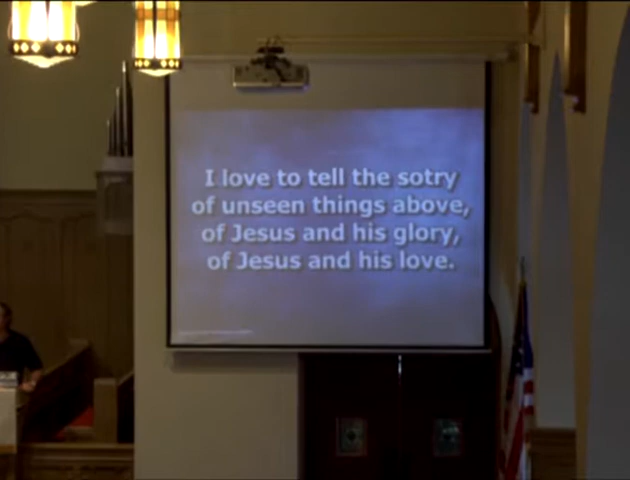 I love to tell the sotry
of unseen things above,
of Jesus and his glory,
of Jesus and his love.